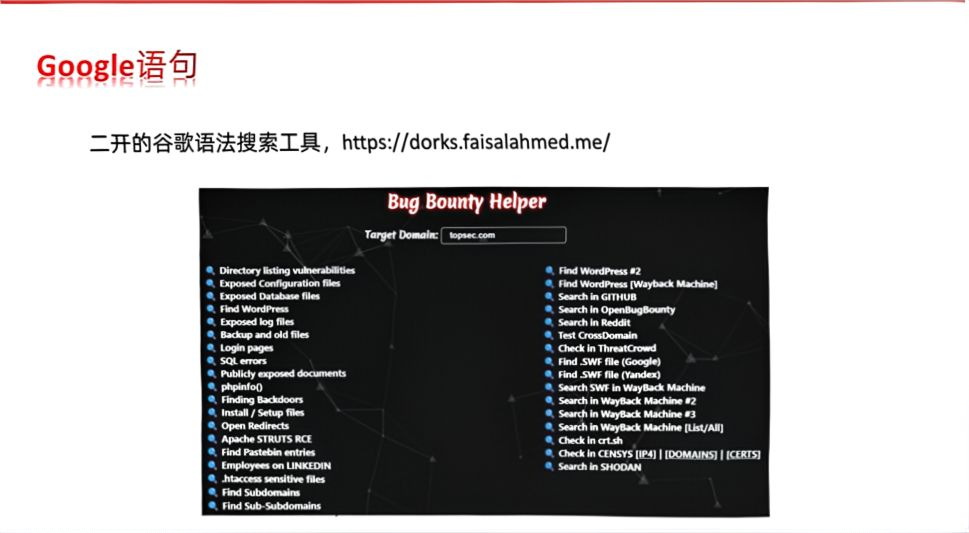 Google语句
二开的谷歌语法搜索工具，https://dorks.faisalahmed.me/
Bug Bounty Helper
Target Domain: topsec.com
Directory listing vulnerabilities
Exposed Configuration files
Exposed Database files
Find WordPress
Exposed log files
Backup and old files
Login pages
SQL errors
Publicly exposed documents
phpinfo()
Finding Backdoors
Install / Setup files
Open Redirects
Apache STRUTS RCE
Find Pastebin entries
Employees on LINKEDIN
.htaccess sensitive files
Find Subdomains
Find Sub-Subdomains
Find WordPress #2
Find WordPress [Wayback Machine]
Search in GITHUB
Search in OpenBugBounty
Search in Reddit
Test CrossDomain
Check in ThreatCrowd
Find .SWF file (Google)
Find .SWF file (Yandex)
Search SWF in WayBack Machine
Search in WayBack Machine #2
Search in WayBack Machine #3
Search in WayBack Machine [List/All]
Check in crt.sh
Check in CENSYS [IP4] | [DOMAINS] | [CERTS]
Search in SHODAN